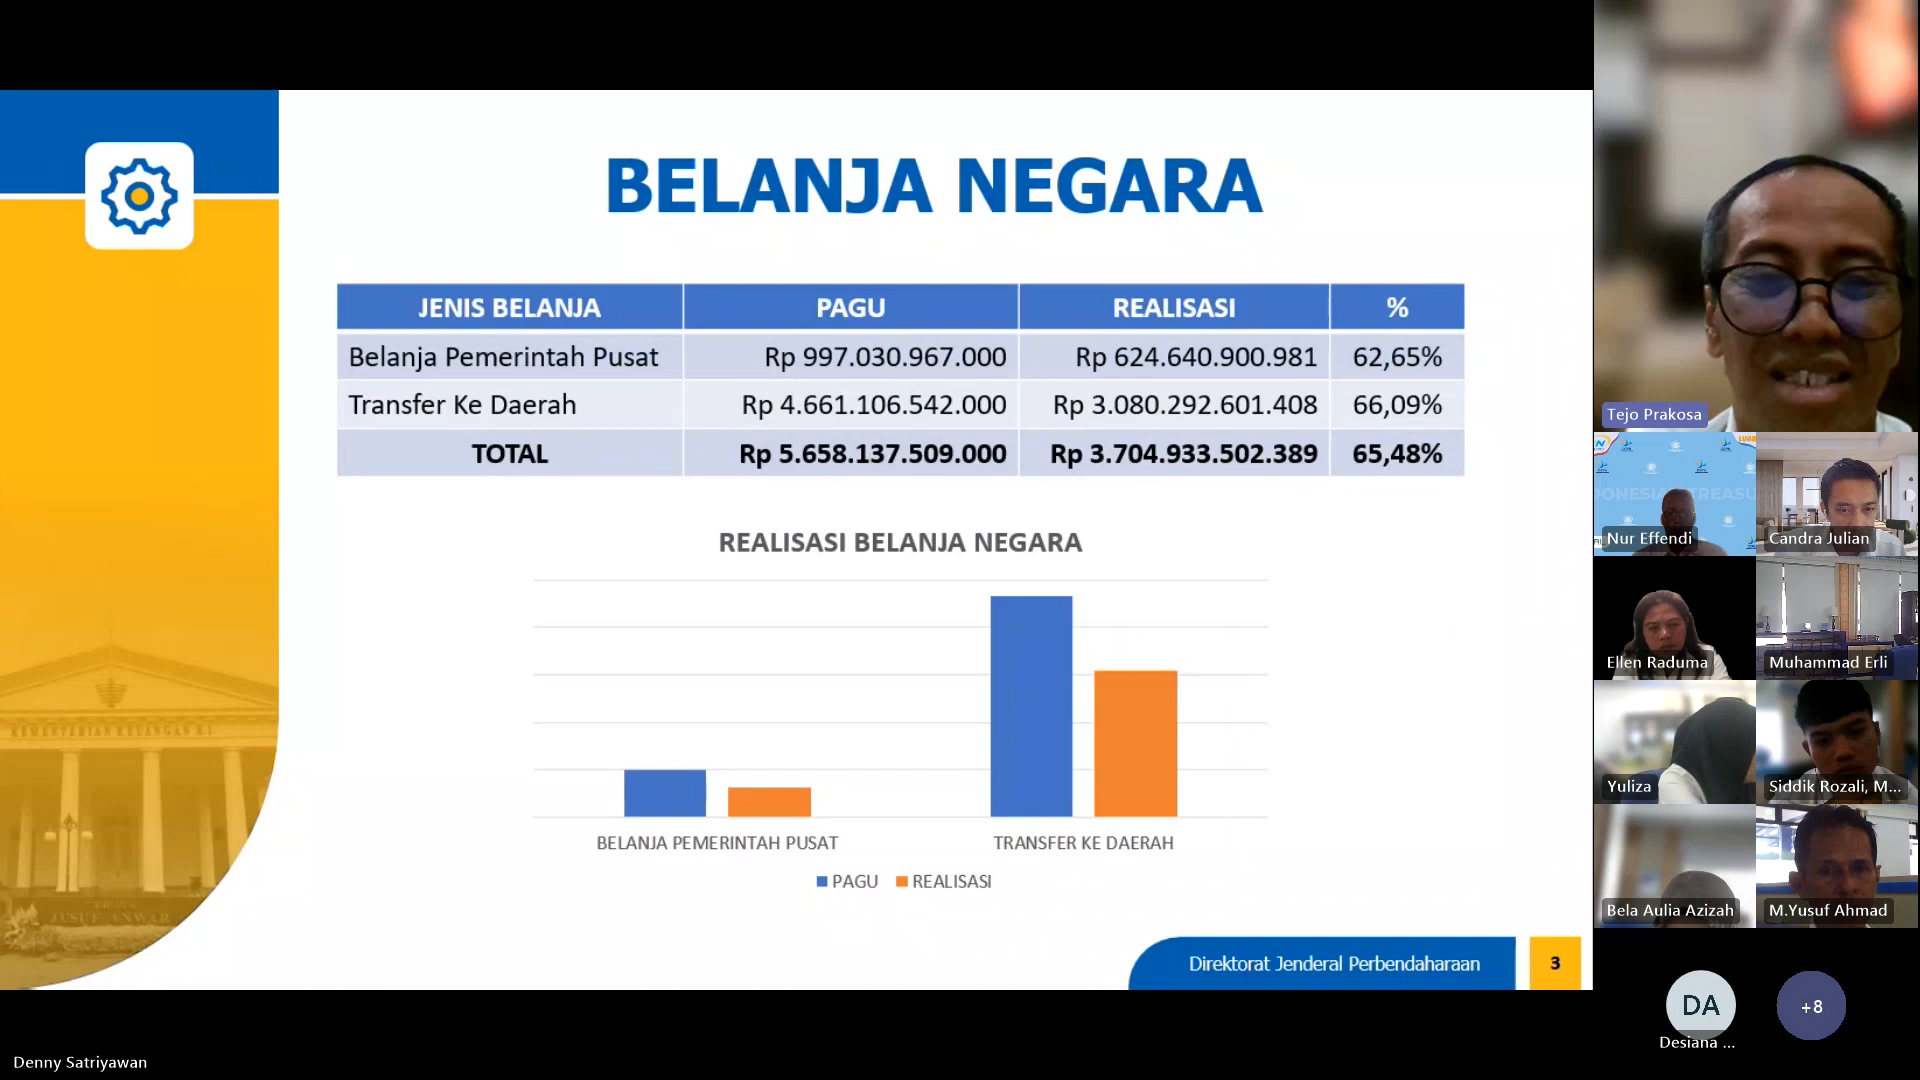 BELANJA NEGARA
JENIS BELANJA PAGU REALISASI %
Belanja Pemerintah Pusat Rp 997.030.967.000 Rp 624.640.900.981 62,65%
Transfer Ke Daerah Rp 4.661.106.542.000 Rp 3.080.292.601.408 66,09%
TOTAL Rp 5.658.137.509.000 Rp 3.704.933.502.389 65,48%
REALISASI BELANJA NEGARA
BELANJA PEMERINTAH PUSAT TRANSFER KE DAERAH
PAGU REALISASI
KEMENTERIAN KEUANGAN R I
JUSUF ANWAR
Direktorat Jenderal Perbendaharaan 3
Denny Satriyawan
Tejo Prakosa
Nur Effendi
Candra Julian
Ellen Raduma
Muhammad Erli
Yuliza
Siddik Rozali, M...
Bela Aulia Azizah
M.Yusuf Ahmad
DA
+8
Desiana ...